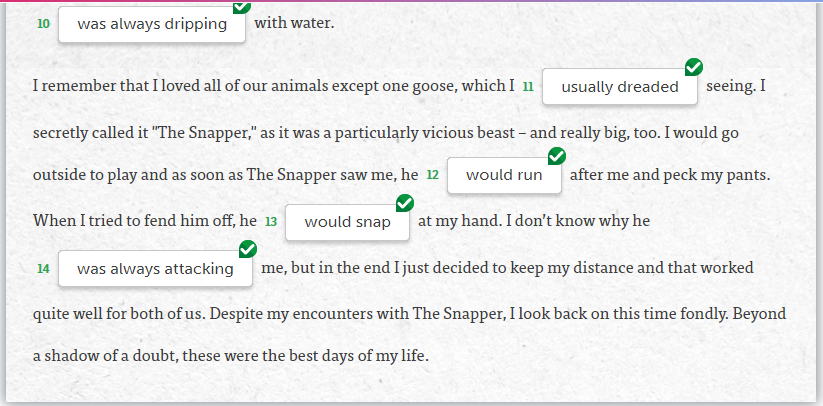 10 was always dripping with water.
I remember that I loved all of our animals except one goose, which I 11 usually dreaded seeing. I
secretly called it "The Snapper," as it was a particularly vicious beast – and really big, too. I would go
outside to play and as soon as The Snapper saw me, he 12 would run after me and peck my pants.
When I tried to fend him off, he 13 would snap at my hand. I don't know why he
14 was always attacking me, but in the end I just decided to keep my distance and that worked
quite well for both of us. Despite my encounters with The Snapper, I look back on this time fondly. Beyond
a shadow of a doubt, these were the best days of my life.